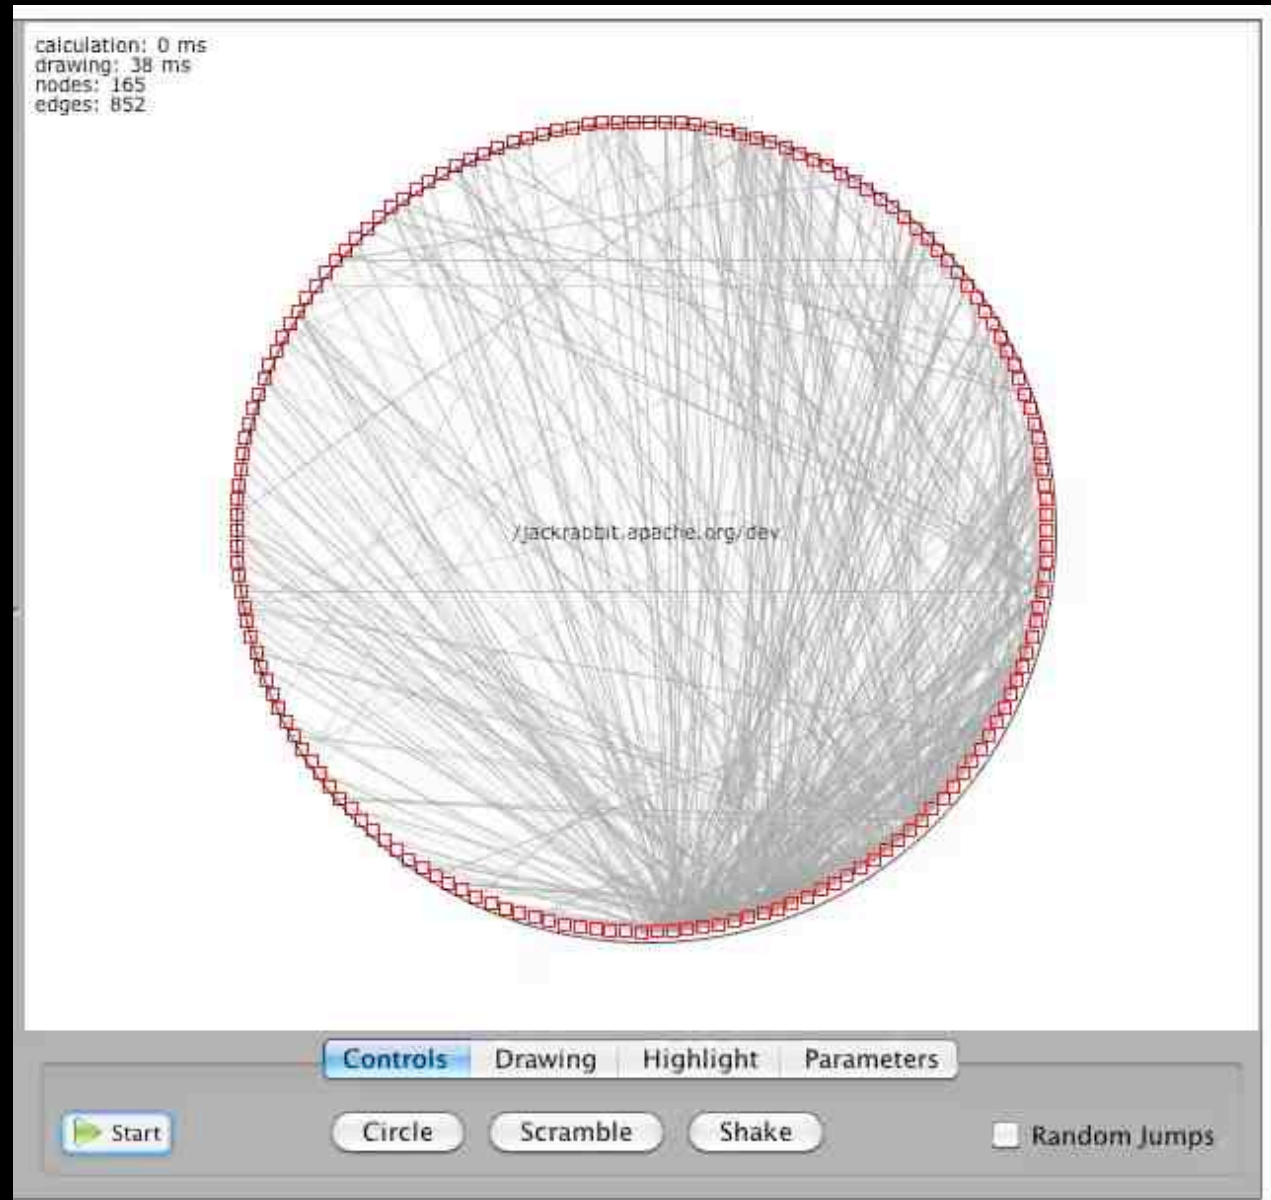 calculation: 0 ms
drawing: 38 ms
nodes: 165
edges: 852
/jackrabbit.apache.org/dev
Controls Drawing Highlight Parameters
Start Circle Scramble Shake Random Jumps